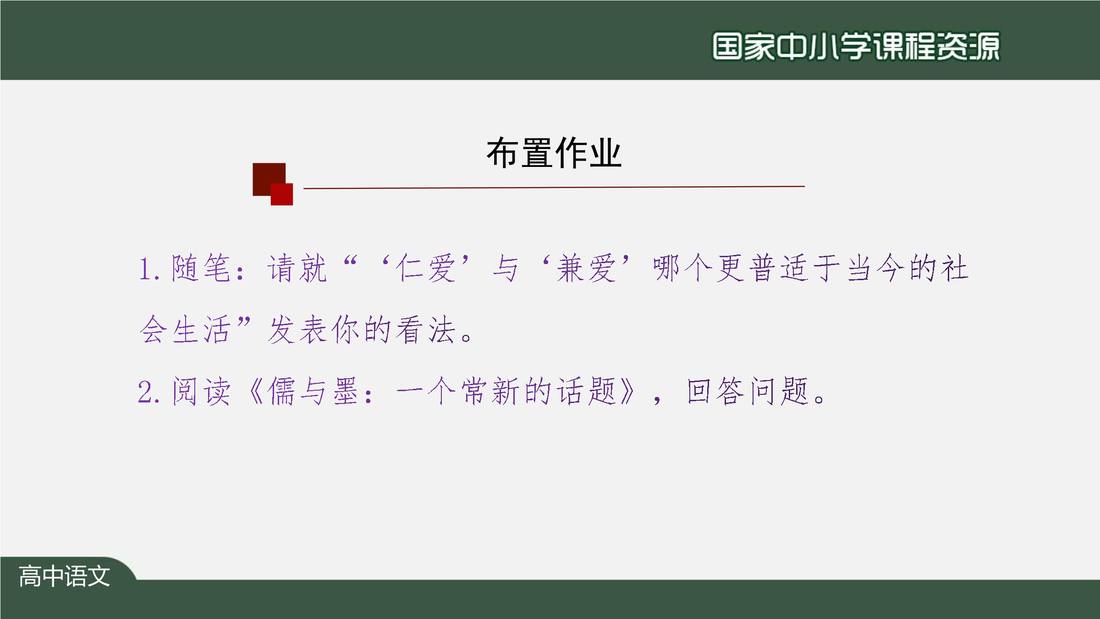 国家中小学课程资源
布置作业
1.随笔：请就“‘仁爱’与‘兼爱’哪个更普适于当今的社
会生活”发表你的看法。
2.阅读《儒与墨：一个常新的话题》，回答问题。
高中语文